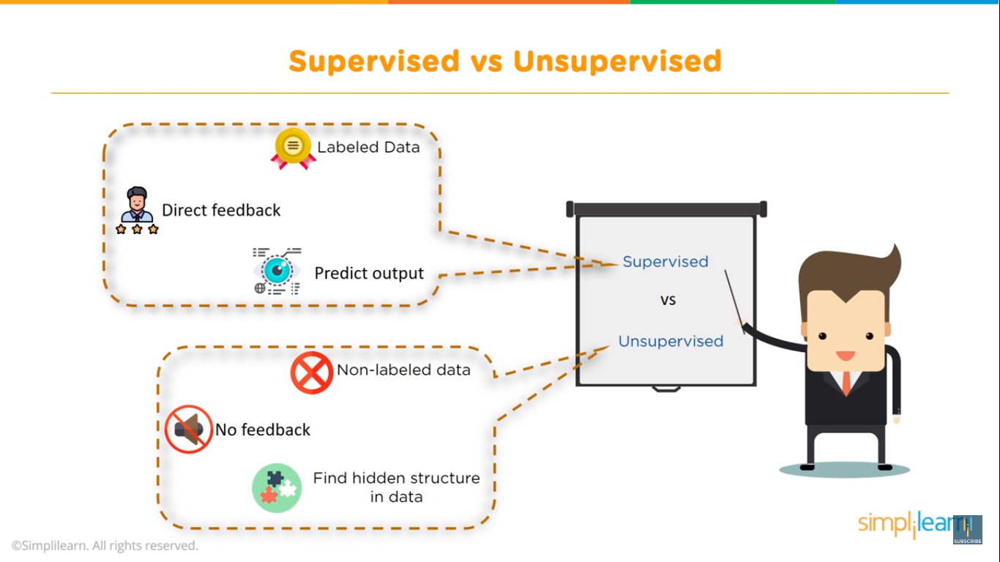 Supervised vs Unsupervised
Labeled Data
Direct feedback
Predict output
Supervised
vs
Unsupervised
Non-labeled data
No feedback
Find hidden structure
in data
simplilearn
SUBSCRIBE
©Simplilearn. All rights reserved.